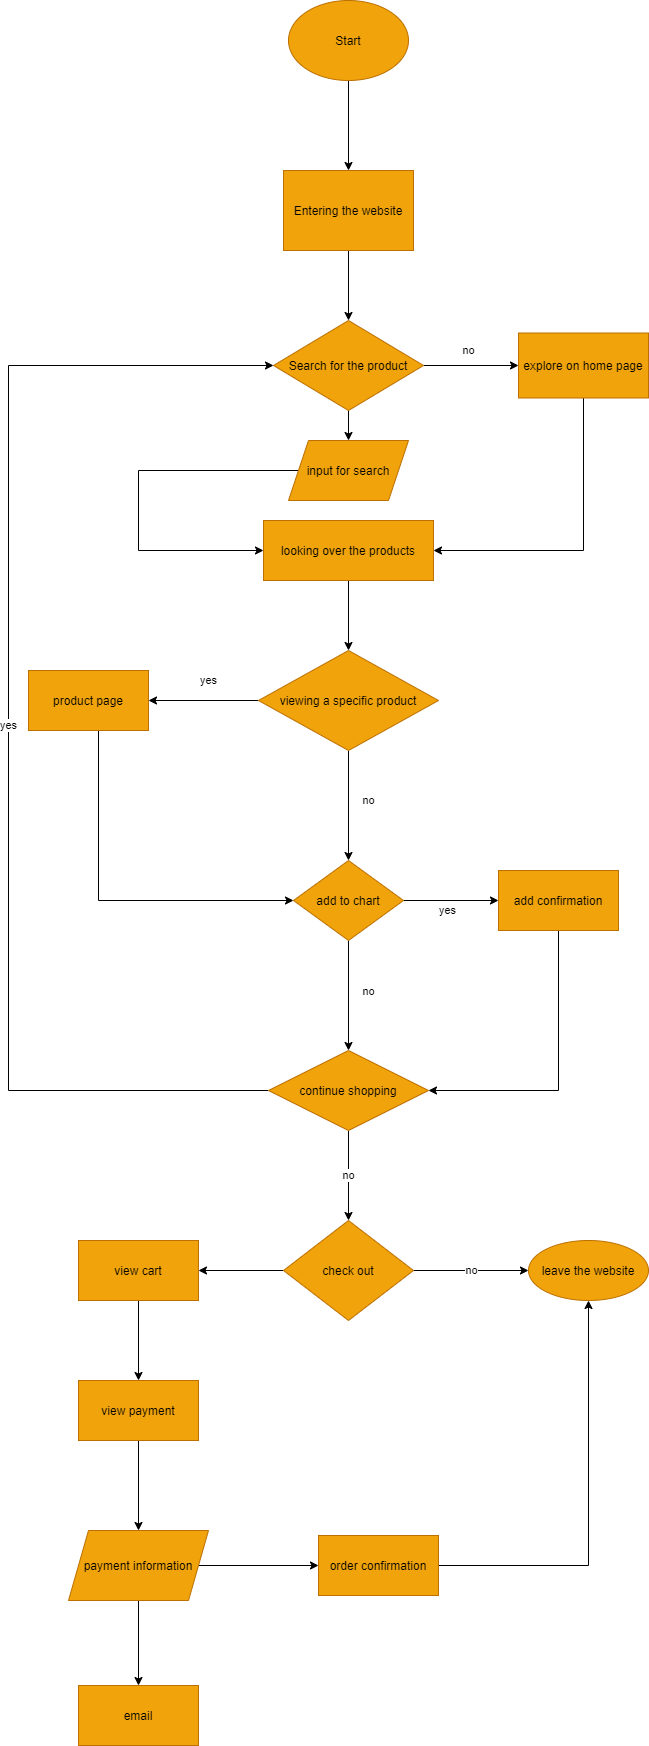 Start
Entering the website
Search for the product
no
explore on home page
input for search
looking over the products
yes
product page
viewing a specific product
yes
no
add to chart
yes
add confirmation
no
continue shopping
no
view cart
check out
no
leave the website
view payment
payment information
order confirmation
email